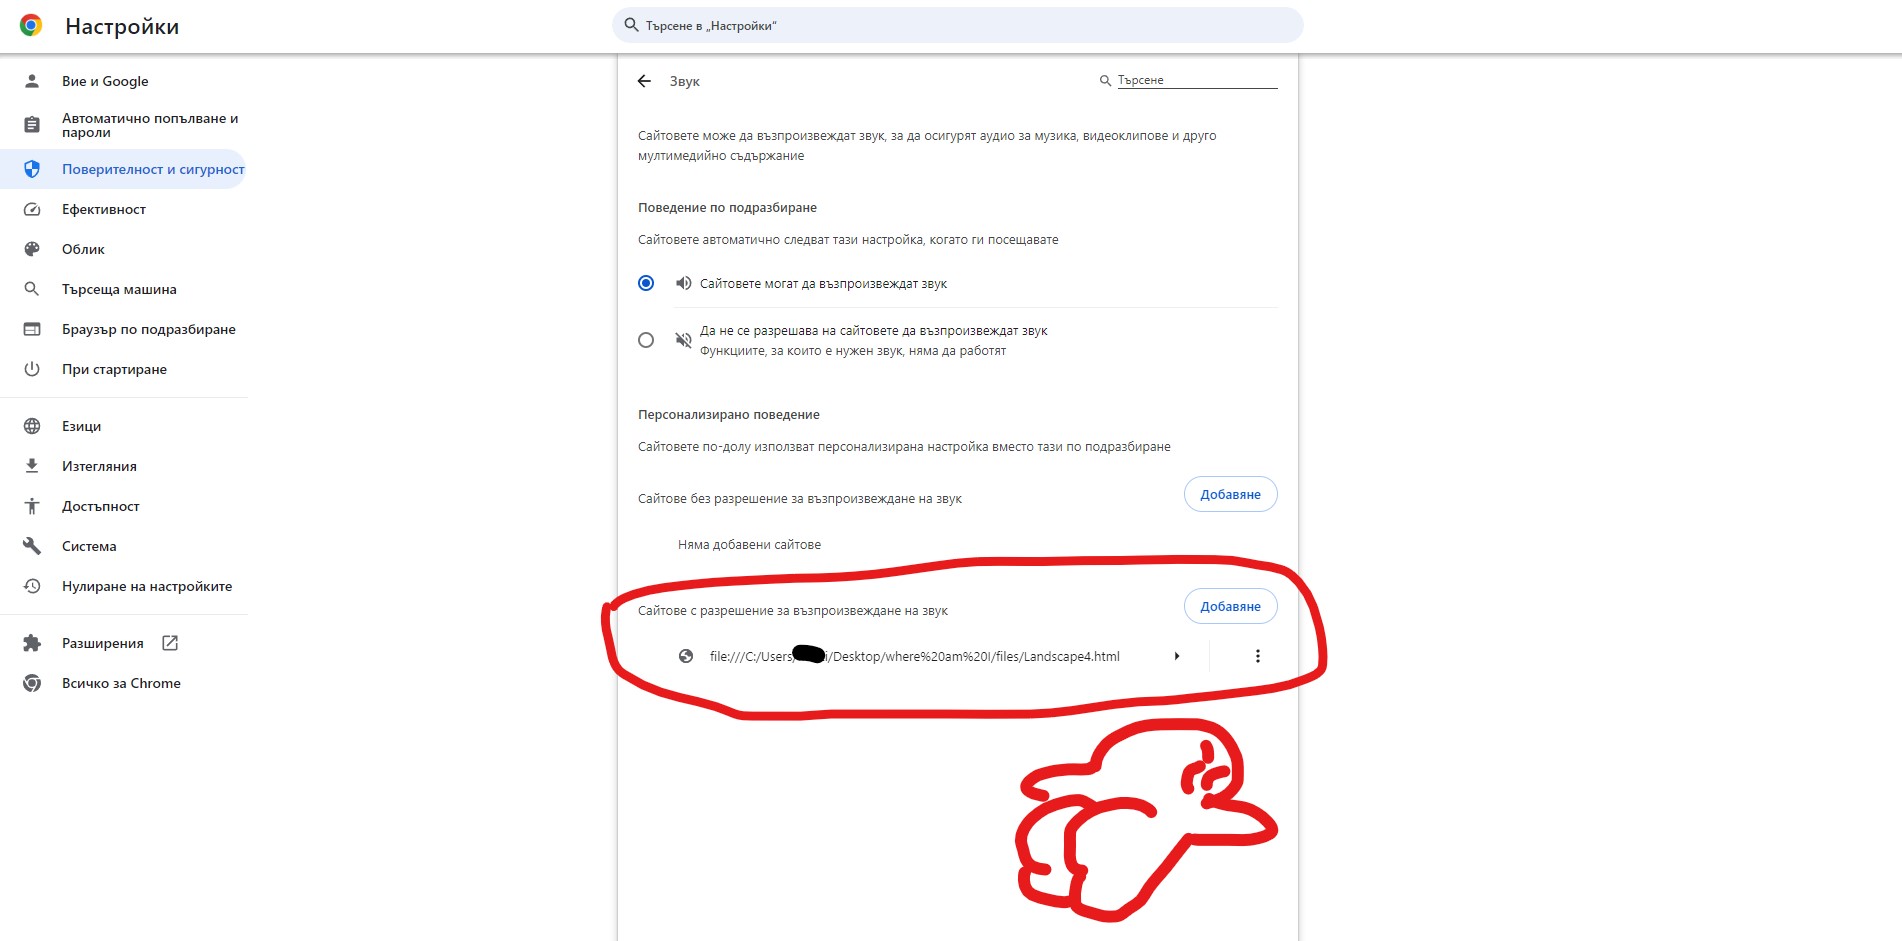 Настройки
Търсене в „Настройки“
Вие и Google
Автоматично попълване и
пароли
Поверителност и сигурност
Ефективност
Облик
Търсеща машина
Браузър по подразбиране
При стартиране
Езици
Изтегляния
Достъпност
Система
Нулиране на настройките
Разширения
Всичко за Chrome
Звук
Търсене
Сайтовете може да възпроизвеждат звук, за да осигурят аудио за музика, видеоклипове и друго
мултимедийно съдържание
Поведение по подразбиране
Сайтовете автоматично следват тази настройка, когато ги посещавате
Сайтовете могат да възпроизвеждат звук
Да не се разрешава на сайтовете да възпроизвеждат звук
Функциите, за които е нужен звук, няма да работят
Персонализирано поведение
Сайтовете по-долу използват персонализирана настройка вместо тази по подразбиране
Сайтове без разрешение за възпроизвеждане на звук
Добавяне
Няма добавени сайтове
Сайтове с разрешение за възпроизвеждане на звук
Добавяне
file:///C:/Users/ i/Desktop/where%20am%20I/files/Landscape4.html